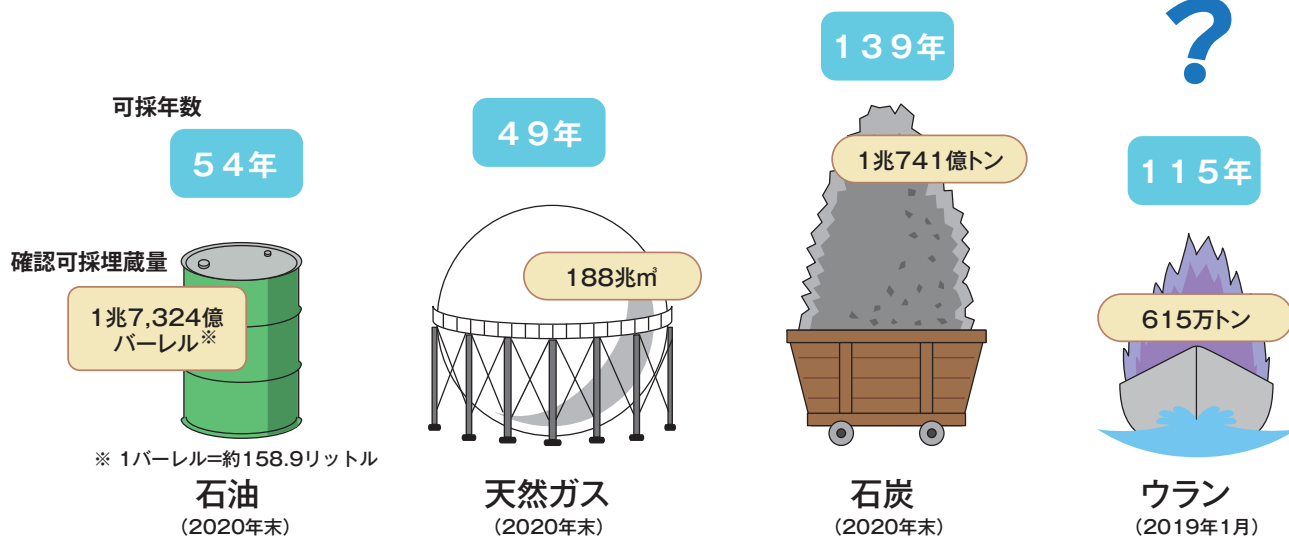 ?
139年
可採年数
49年
54年
115年
1兆741億トン
確認可採埋蔵量
188兆㎥
1兆7,324億
バーレル※
615万トン
※ 1バーレル=約158.9リットル
石油
(2020年末)
天然ガス
(2020年末)
石炭
(2020年末)
ウラン
(2019年1月)